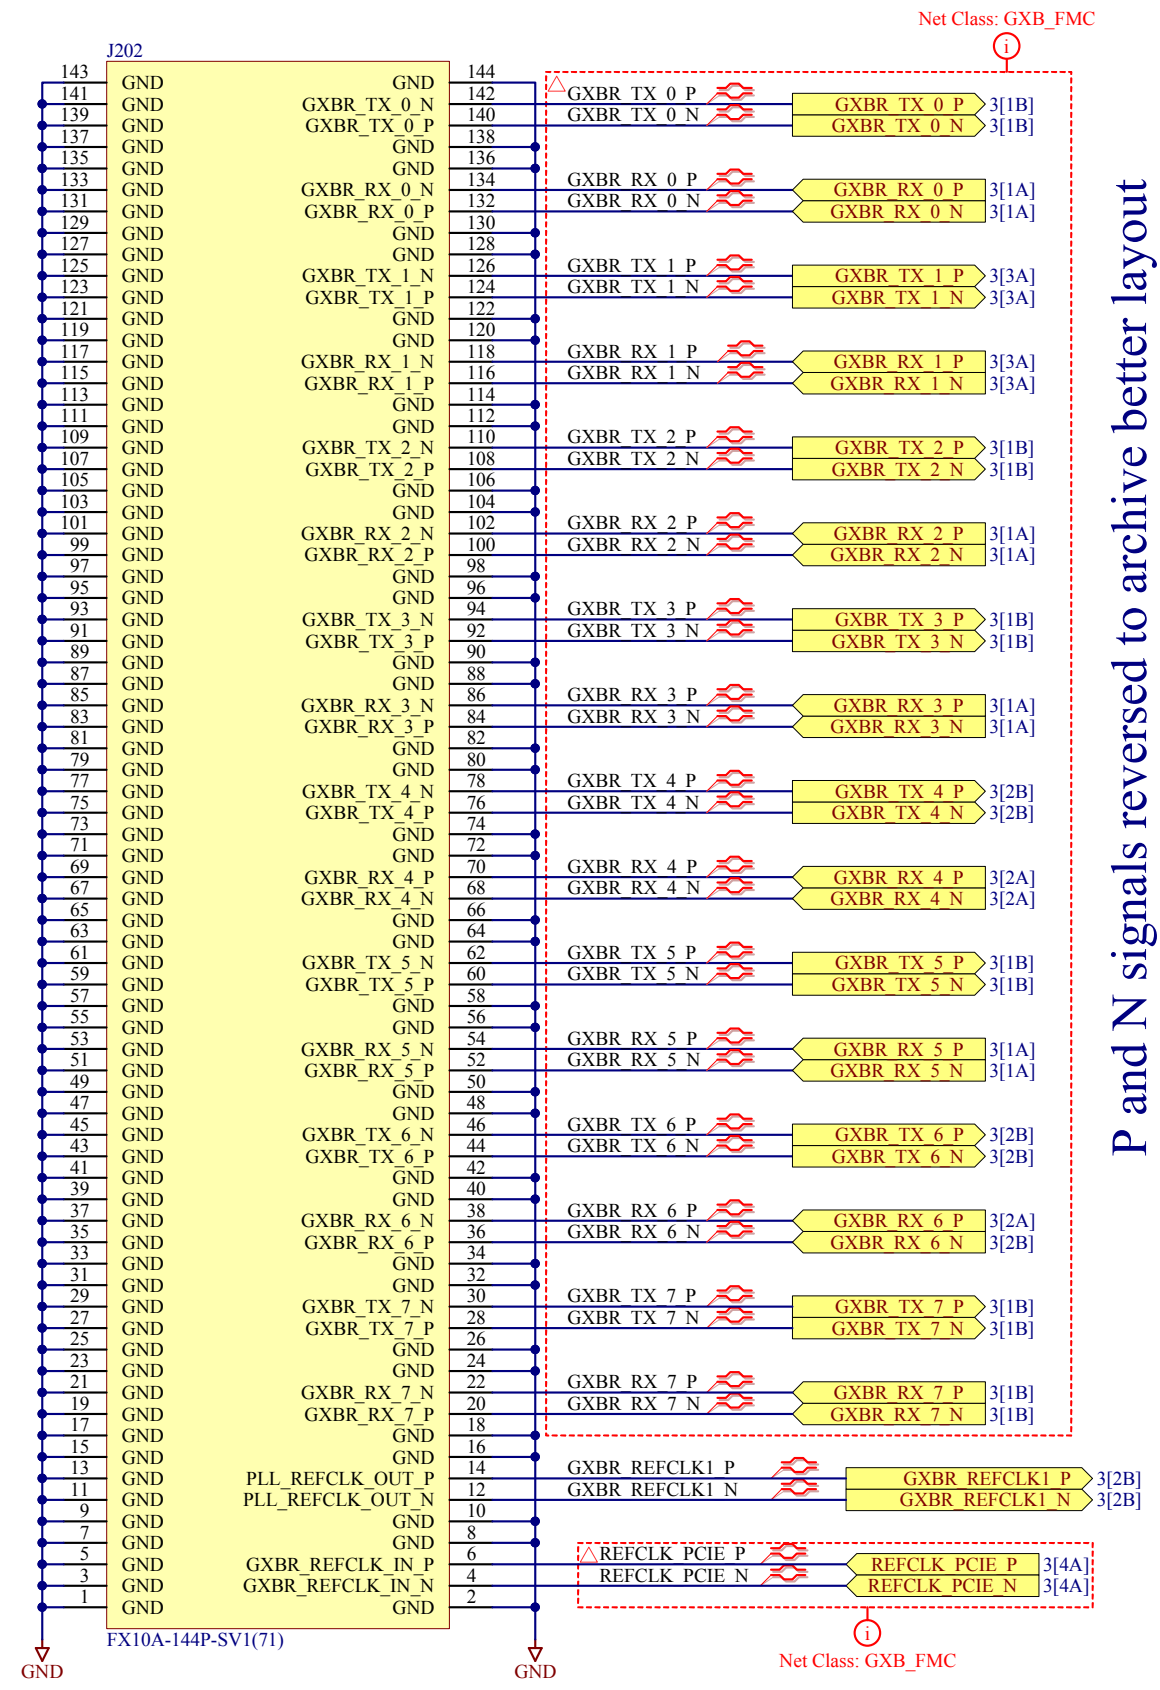 Net Class: GXB_FMC
J202
143 GND GND 144
141 GND GXBR_TX_0_N 142 GXBR_TX_0_P GXBR_TX_0_P 3[1B]
139 GND GXBR_TX_0_P 140 GXBR_TX_0_N GXBR_TX_0_N 3[1B]
137 GND GND 138
135 GND GND 136
133 GND GXBR_RX_0_N 134 GXBR_RX_0_P GXBR_RX_0_P 3[1A]
131 GND GXBR_RX_0_P 132 GXBR_RX_0_N GXBR_RX_0_N 3[1A]
129 GND GND 130
127 GND GND 128
125 GND GXBR_TX_1_N 126 GXBR_TX_1_P GXBR_TX_1_P 3[3A]
123 GND GXBR_TX_1_P 124 GXBR_TX_1_N GXBR_TX_1_N 3[3A]
121 GND GND 122
119 GND GND 120
117 GND GXBR_RX_1_N 118 GXBR_RX_1_P GXBR_RX_1_P 3[3A]
115 GND GXBR_RX_1_P 116 GXBR_RX_1_N GXBR_RX_1_N 3[3A]
113 GND GND 114
111 GND GND 112
109 GND GXBR_TX_2_N 110 GXBR_TX_2_P GXBR_TX_2_P 3[1B]
107 GND GXBR_TX_2_P 108 GXBR_TX_2_N GXBR_TX_2_N 3[1B]
105 GND GND 106
103 GND GND 104
101 GND GXBR_RX_2_N 102 GXBR_RX_2_P GXBR_RX_2_P 3[1A]
99 GND GXBR_RX_2_P 100 GXBR_RX_2_N GXBR_RX_2_N 3[1A]
97 GND GND 98
95 GND GND 96
93 GND GXBR_TX_3_N 94 GXBR_TX_3_P GXBR_TX_3_P 3[1B]
91 GND GXBR_TX_3_P 92 GXBR_TX_3_N GXBR_TX_3_N 3[1B]
89 GND GND 90
87 GND GND 88
85 GND GXBR_RX_3_N 86 GXBR_RX_3_P GXBR_RX_3_P 3[1A]
83 GND GXBR_RX_3_P 84 GXBR_RX_3_N GXBR_RX_3_N 3[1A]
81 GND GND 82
79 GND GND 80
77 GND GXBR_TX_4_N 78 GXBR_TX_4_P GXBR_TX_4_P 3[2B]
75 GND GXBR_TX_4_P 76 GXBR_TX_4_N GXBR_TX_4_N 3[2B]
73 GND GND 74
71 GND GND 72
69 GND GXBR_RX_4_P 70 GXBR_RX_4_P GXBR_RX_4_P 3[2A]
67 GND GXBR_RX_4_N 68 GXBR_RX_4_N GXBR_RX_4_N 3[2A]
65 GND GND 66
63 GND GND 64
61 GND GXBR_TX_5_N 62 GXBR_TX_5_P GXBR_TX_5_P 3[1B]
59 GND GXBR_TX_5_P 60 GXBR_TX_5_N GXBR_TX_5_N 3[1B]
57 GND GND 58
55 GND GND 56
53 GND GXBR_RX_5_N 54 GXBR_RX_5_P GXBR_RX_5_P 3[1A]
51 GND GXBR_RX_5_P 52 GXBR_RX_5_N GXBR_RX_5_N 3[1A]
49 GND GND 50
47 GND GND 48
45 GND GXBR_TX_6_N 46 GXBR_TX_6_P GXBR_TX_6_P 3[2B]
43 GND GXBR_TX_6_P 44 GXBR_TX_6_N GXBR_TX_6_N 3[2B]
41 GND GND 42
39 GND GND 40
37 GND GXBR_RX_6_N 38 GXBR_RX_6_P GXBR_RX_6_P 3[2A]
35 GND GXBR_RX_6_P 36 GXBR_RX_6_N GXBR_RX_6_N 3[2B]
33 GND GND 34
31 GND GND 32
29 GND GXBR_TX_7_N 30 GXBR_TX_7_P GXBR_TX_7_P 3[1B]
27 GND GXBR_TX_7_P 28 GXBR_TX_7_N GXBR_TX_7_N 3[1B]
25 GND GND 26
23 GND GND 24
21 GND GXBR_RX_7_N 22 GXBR_RX_7_P GXBR_RX_7_P 3[1B]
19 GND GXBR_RX_7_P 20 GXBR_RX_7_N GXBR_RX_7_N 3[1B]
17 GND GND 18
15 GND GND 16
13 GND PLL_REFCLK_OUT_P 14 GXBR_REFCLK1_P GXBR_REFCLK1_P 3[2B]
11 GND PLL_REFCLK_OUT_N 12 GXBR_REFCLK1_N GXBR_REFCLK1_N 3[2B]
9 GND GND 10
7 GND GND 8
5 GND GXBR_REFCLK_IN_P 6 REFCLK_PCIE_P REFCLK_PCIE_P 3[4A]
3 GND GXBR_REFCLK_IN_N 4 REFCLK_PCIE_N REFCLK_PCIE_N 3[4A]
1 GND GND 2
FX10A-144P-SV1(71)
GND GND
Net Class: GXB_FMC
P and N signals reversed to archive better layout